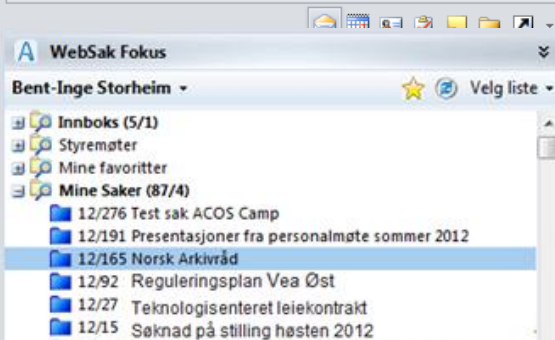 WebSak Fokus
Bent-Inge Storheim
Velg liste
Innboks (5/1)
Styremøter
Mine favoritter
Mine Saker (87/4)
12/276 Test sak ACOS Camp
12/191 Presentasjoner fra personalmøte sommer 2012
12/165 Norsk Arkivråd
12/92 Reguleringsplan Vea Øst
12/27 Teknologisenteret leiekontrakt
12/15 Søknad på stilling høsten 2012